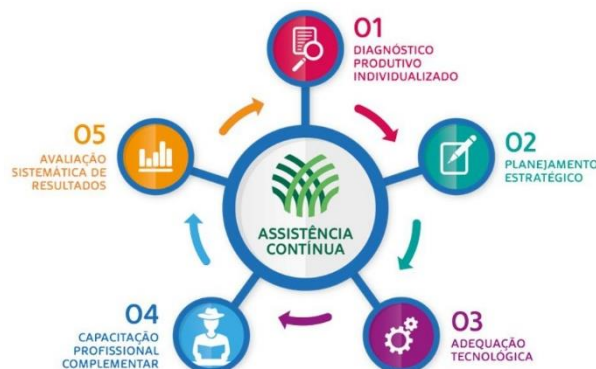 01
DIAGNÓSTICO
PRODUTIVO
INDIVIDUALIZADO
02
PLANEJAMENTO
ESTRATÉGICO
03
ADEQUAÇÃO
TECNOLÓGICA
04
CAPACITAÇÃO
PROFISSIONAL
COMPLEMENTAR
05
AVALIAÇÃO
SISTEMÁTICA DE
RESULTADOS
ASSISTÊNCIA
CONTÍNUA